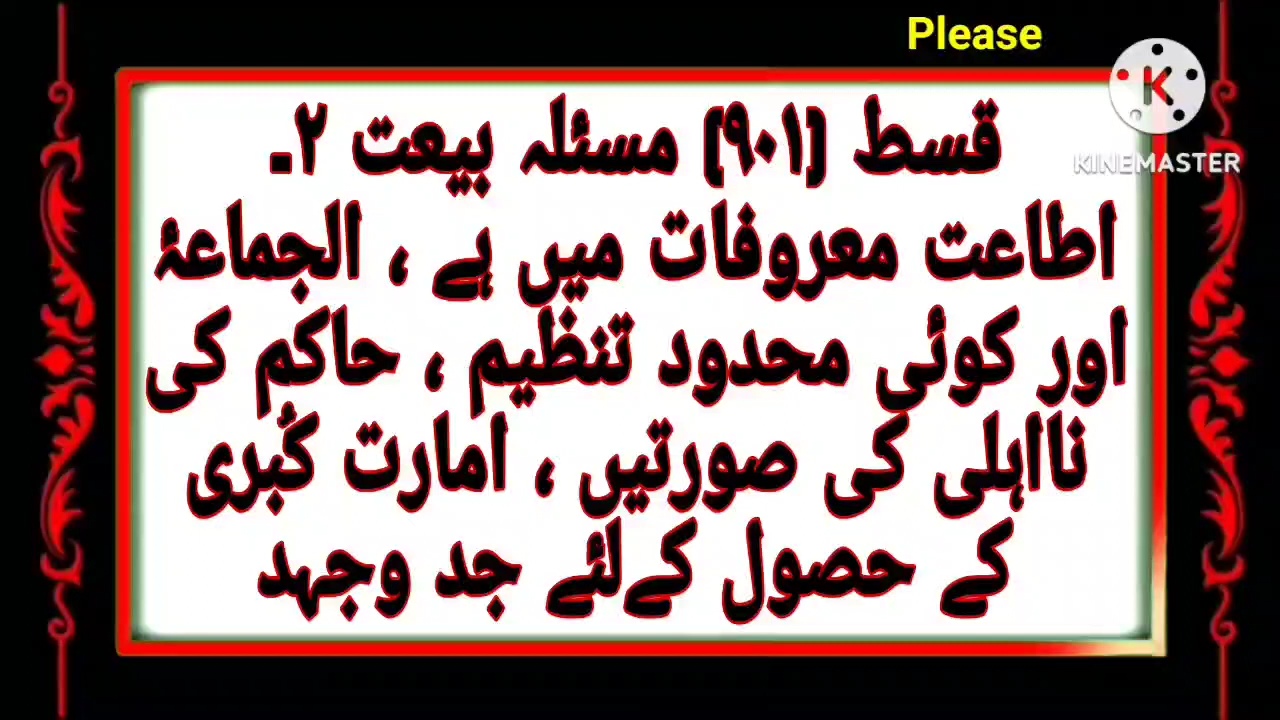 Please
قسط (۹۰۱) مسئلہ بیعت ۲۔
KINEMASTER
اطاعت معروفات میں ہے ، الجماعۂ
اور کوئی محدود تنظیم ، حاکم کی
نااہلی کی صورتیں ، امارت کُبری
کے حصول کےلئے جد وجہد